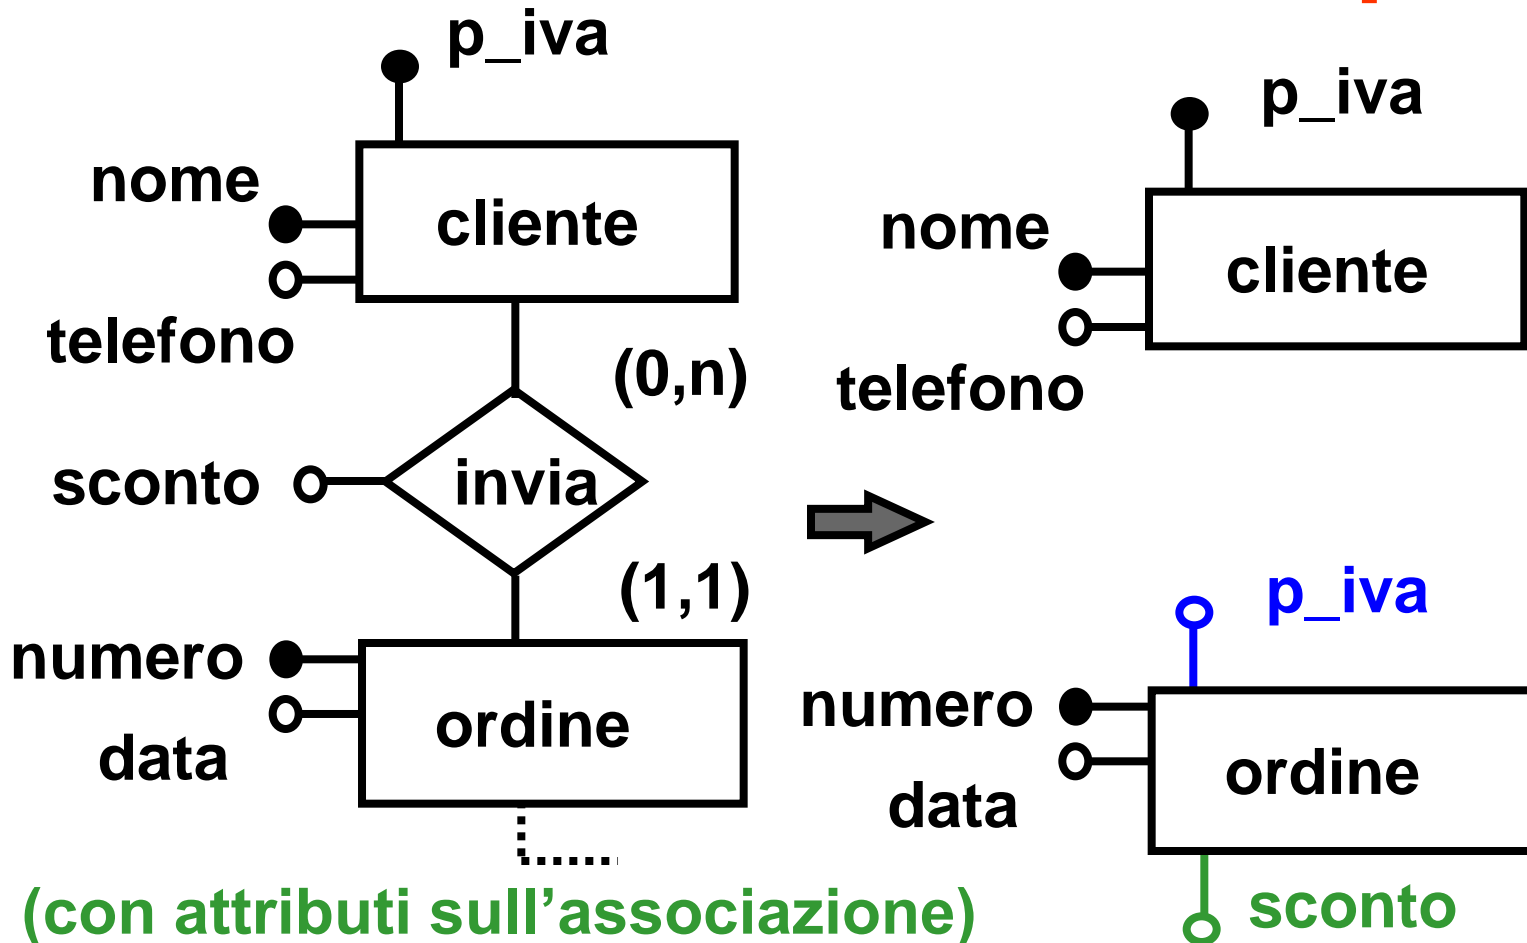 p_iva
nome
cliente
telefono
(0,n)
sconto
invia
(1,1)
numero
ordine
data
(con attributi sull’associazione)
p_iva
nome
cliente
telefono
p_iva
numero
ordine
data
sconto